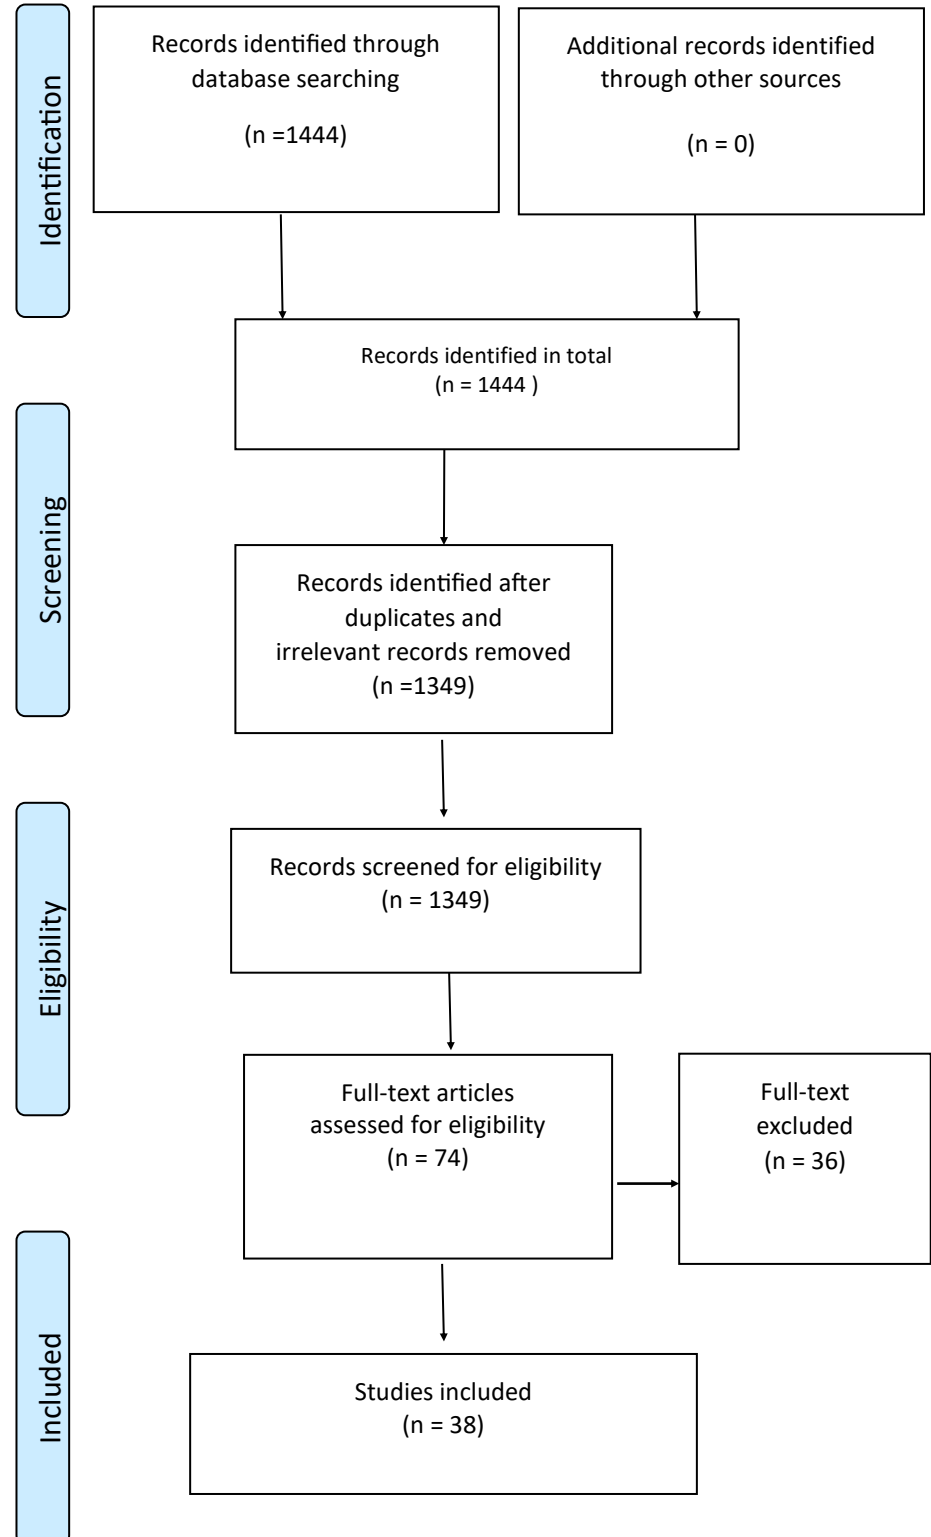 Identification
Records identified through
database searching
(n =1444)
Additional records identified
through other sources
(n = 0)
Records identified in total
(n = 1444 )
Screening
Records identified after
duplicates and
irrelevant records removed
(n =1349)
Eligibility
Records screened for eligibility
(n = 1349)
Full-text articles
assessed for eligibility
(n = 74)
Full-text
excluded
(n = 36)
Included
Studies included
(n = 38)